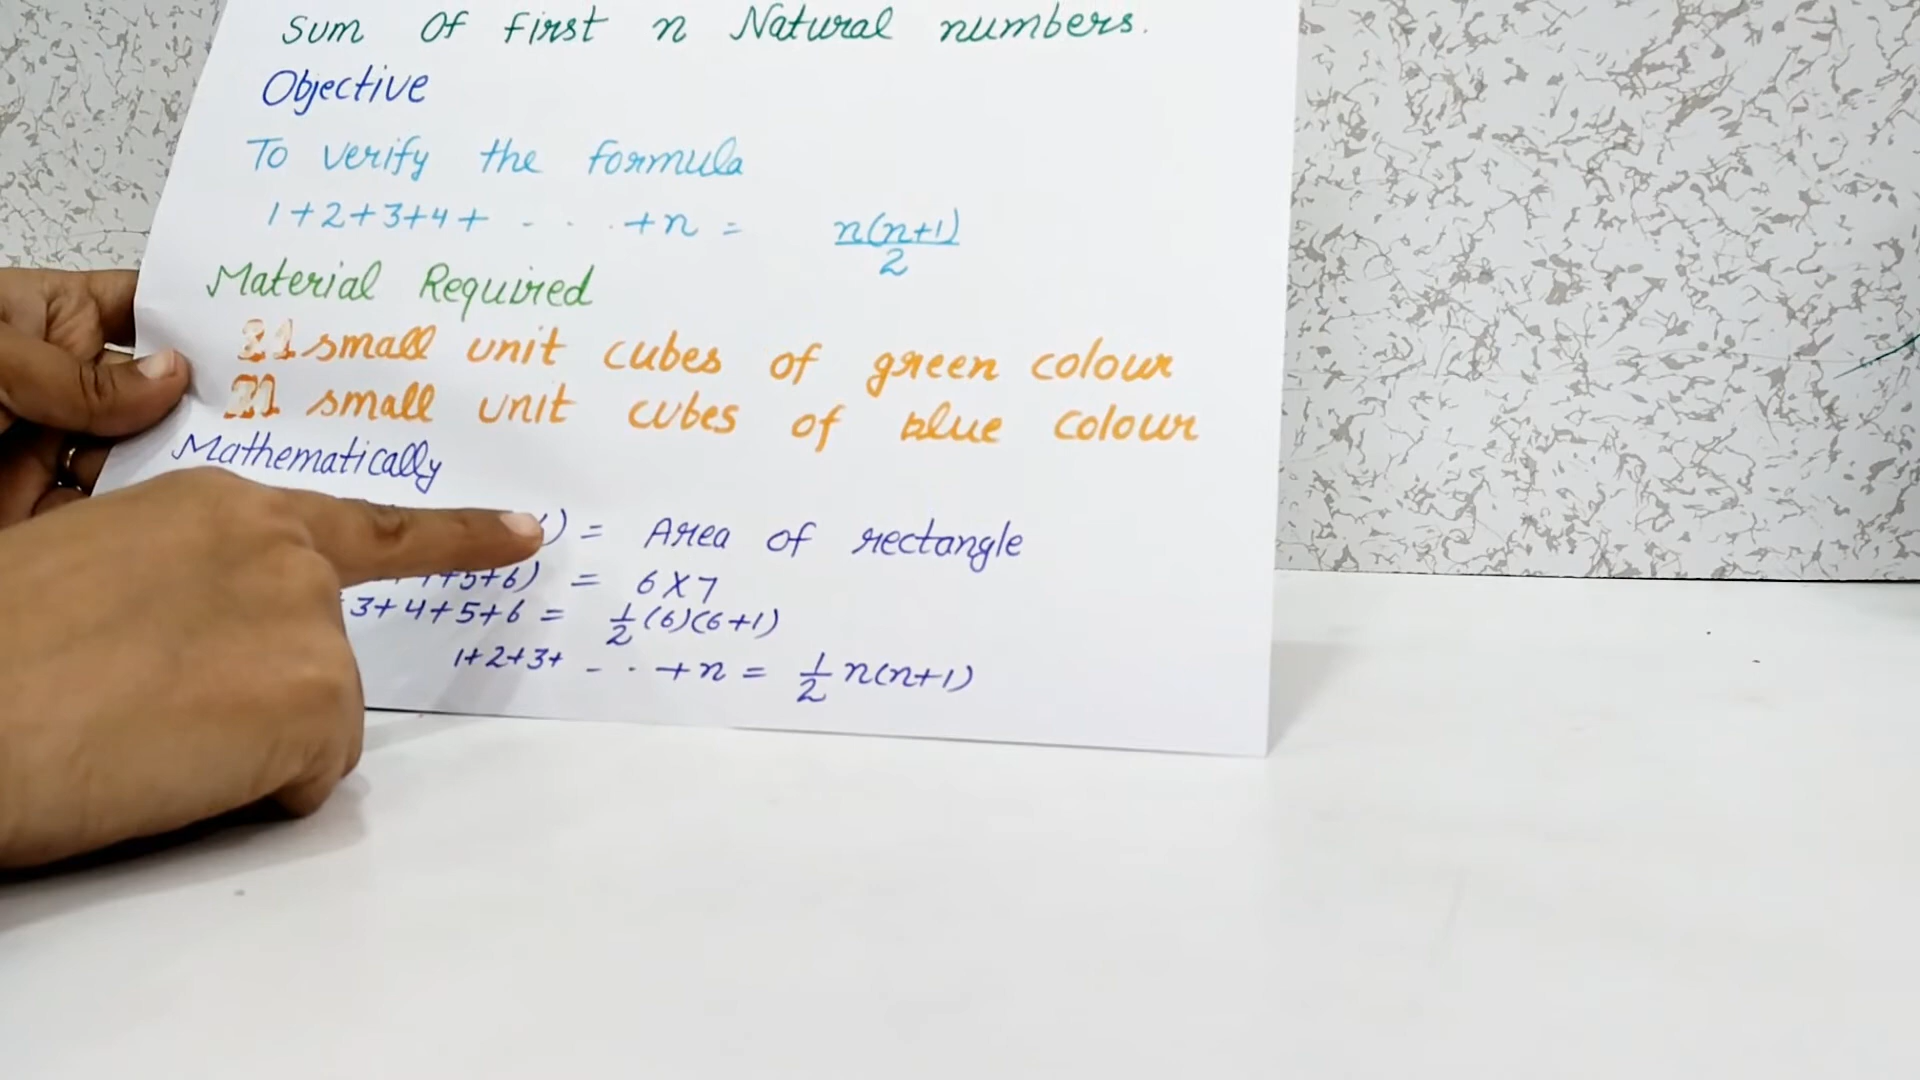 Sum of first n Natural numbers.
Objective
To verify the formula
1+2+3+4+ - . . +n = n(n+1)/2
Material Required
21 small unit cubes of green colour
21 small unit cubes of blue colour
Mathematically
) = Area of rectangle
+5+6) = 6X7
3+4+5+6 = 1/2 (6)(6+1)
1+2+3+ - . . +n = 1/2 n(n+1)